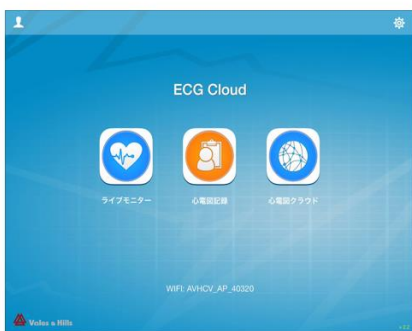 ECG Cloud
ライブモニター
心電図記録
心電図クラウド
WIFI: AVHCV_AP_40320
Vales & Hills